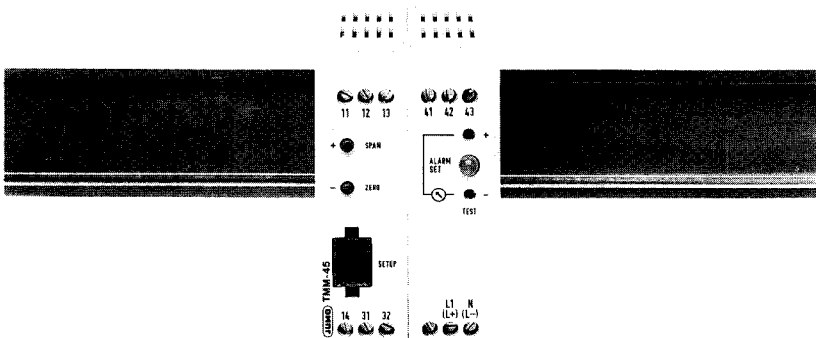 11 12 13
41 42 43
+ SPAN
+
ALARM
SET
- ZERO
-
TEST
SETUP
JUMO TMM-45
14 31 32
L1 N
(L+) (L-)